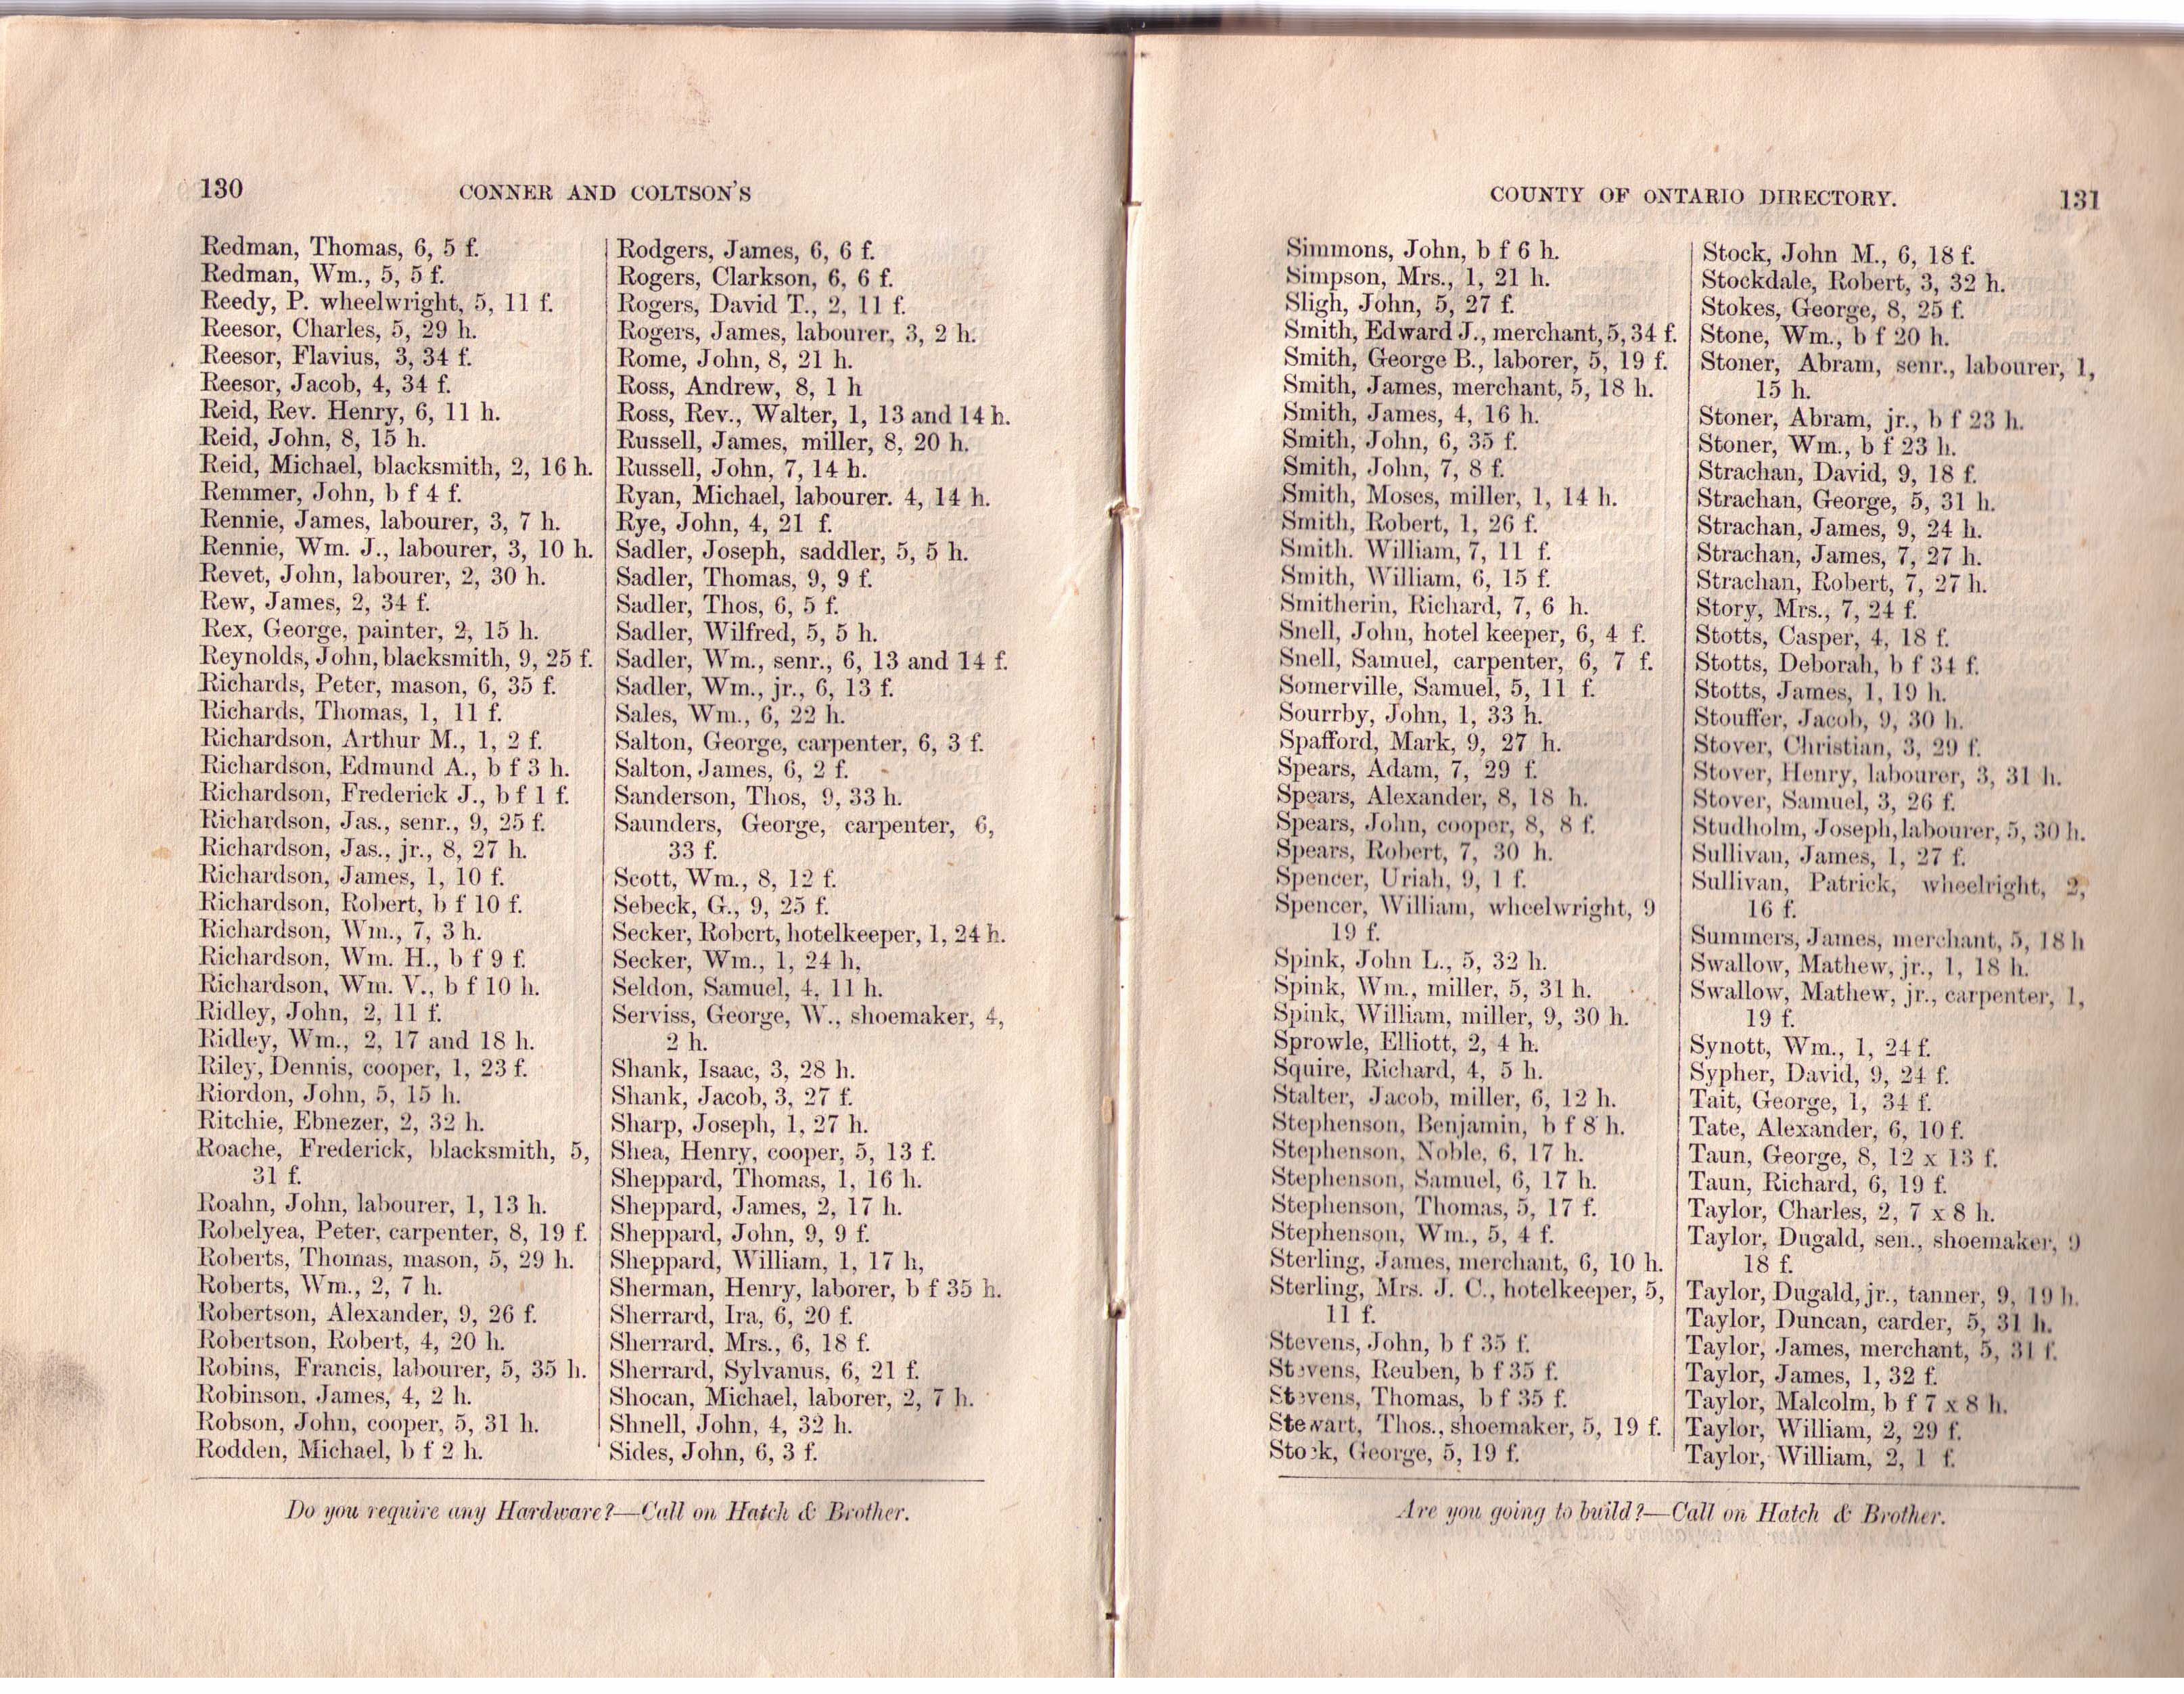 130
CONNER AND COLTSON'S
Redman, Thomas, 6, 5 f.
Redman, Wm., 5, 5 f.
Reedy, P. wheelwright, 5, 11 f.
Reesor, Charles, 5, 29 h.
Reesor, Flavius, 3, 34 f.
Reesor, Jacob, 4, 34 f.
Reid, Rev. Henry, 6, 11 h.
Reid, John, 8, 15 h.
Reid, Michael, blacksmith, 2, 16 h.
Remmer, John, b f 4 f.
Rennie, James, labourer, 3, 7 h.
Rennie, Wm. J., labourer, 3, 10 h.
Revet, John, labourer, 2, 30 h.
Rew, James, 2, 34 f.
Rex, George, painter, 2, 15 h.
Reynolds, John, blacksmith, 9, 25 f.
Richards, Peter, mason, 6, 35 f.
Richards, Thomas, 1, 11 f.
Richardson, Arthur M., 1, 2 f.
Richardson, Edmund A., b f 3 h.
Richardson, Frederick J., b f 1 f.
Richardson, Jas., senr., 9, 25 f.
Richardson, Jas., jr., 8, 27 h.
Richardson, James, 1, 10 f.
Richardson, Robert, b f 10 f.
Richardson, Wm., 7, 3 h.
Richardson, Wm. H., b f 9 f.
Richardson, Wm. V., b f 10 h.
Ridley, John, 2, 11 f.
Ridley, Wm., 2, 17 and 18 h.
Riley, Dennis, cooper, 1, 23 f.
Riordon, John, 5, 15 h.
Ritchie, Ebnezer, 2, 32 h.
Roache, Frederick, blacksmith, 5,
31 f.
Roahn, John, labourer, 1, 13 h.
Robelyea, Peter, carpenter, 8, 19 f.
Roberts, Thomas, mason, 5, 29 h.
Roberts, Wm., 2, 7 h.
Robertson, Alexander, 9, 26 f.
Robertson, Robert, 4, 20 h.
Robins, Francis, labourer, 5, 35 h.
Robinson, James, 4, 2 h.
Robson, John, cooper, 5, 31 h.
Rodden, Michael, b f 2 h.
Rodgers, James, 6, 6 f.
Rogers, Clarkson, 6, 6 f.
Rogers, David T., 2, 11 f.
Rogers, James, labourer, 3, 2 h.
Rome, John, 8, 21 h.
Ross, Andrew, 8, 1 h
Ross, Rev., Walter, 1, 13 and 14 h.
Russell, James, miller, 8, 20 h.
Russell, John, 7, 14 h.
Ryan, Michael, labourer. 4, 14 h.
Rye, John, 4, 21 f.
Sadler, Joseph, saddler, 5, 5 h.
Sadler, Thomas, 9, 9 f.
Sadler, Thos, 6, 5 f.
Sadler, Wilfred, 5, 5 h.
Sadler, Wm., senr., 6, 13 and 14 f.
Sadler, Wm., jr., 6, 13 f.
Sales, Wm., 6, 22 h.
Salton, George, carpenter, 6, 3 f.
Salton, James, 6, 2 f.
Sanderson, Thos, 9, 33 h.
Saunders, George, carpenter, 6,
33 f.
Scott, Wm., 8, 12 f.
Sebeck, G., 9, 25 f.
Secker, Robert, hotelkeeper, 1, 24 h.
Secker, Wm., 1, 24 h,
Seldon, Samuel, 4, 11 h.
Serviss, George, W., shoemaker, 4,
2 h.
Shank, Isaac, 3, 28 h.
Shank, Jacob, 3, 27 f.
Sharp, Joseph, 1, 27 h.
Shea, Henry, cooper, 5, 13 f.
Sheppard, Thomas, 1, 16 h.
Sheppard, James, 2, 17 h.
Sheppard, John, 9, 9 f.
Sheppard, William, 1, 17 h,
Sherman, Henry, laborer, b f 35 h.
Sherrard, Ira, 6, 20 f.
Sherrard, Mrs., 6, 18 f.
Sherrard, Sylvanus, 6, 21 f.
Shocan, Michael, laborer, 2, 7 h.
Shnell, John, 4, 32 h.
Sides, John, 6, 3 f.
Do you require any Hardware?—Call on Hatch & Brother.
COUNTY OF ONTARIO DIRECTORY.
131
Simmons, John, b f 6 h.
Simpson, Mrs., 1, 21 h.
Sligh, John, 5, 27 f.
Smith, Edward J., merchant, 5, 34 f.
Smith, George B., laborer, 5, 19 f.
Smith, James, merchant, 5, 18 h.
Smith, James, 4, 16 h.
Smith, John, 6, 35 f.
Smith, John, 7, 8 f.
Smith, Moses, miller, 1, 14 h.
Smith, Robert, 1, 26 f.
Smith. William, 7, 11 f.
Smith, William, 6, 15 f.
Smitherin, Richard, 7, 6 h.
Snell, John, hotel keeper, 6, 4 f.
Snell, Samuel, carpenter, 6, 7 f.
Somerville, Samuel, 5, 11 f.
Sourrby, John, 1, 33 h.
Spafford, Mark, 9, 27 h.
Spears, Adam, 7, 29 f.
Spears, Alexander, 8, 18 h.
Spears, John, cooper, 8, 8 f.
Spears, Robert, 7, 30 h.
Spencer, Uriah, 9, 1 f.
Spencer, William, wheelwright, 9
19 f.
Spink, John L., 5, 32 h.
Spink, Wm., miller, 5, 31 h.
Spink, William, miller, 9, 30 h.
Sprowle, Elliott, 2, 4 h.
Squire, Richard, 4, 5 h.
Stalter, Jacob, miller, 6, 12 h.
Stephenson, Benjamin, b f 8 h.
Stephenson, Noble, 6, 17 h.
Stephenson, Samuel, 6, 17 h.
Stephenson, Thomas, 5, 17 f.
Stephenson, Wm., 5, 4 f.
Sterling, James, merchant, 6, 10 h.
Sterling, Mrs. J. C., hotelkeeper, 5,
11 f.
Stevens, John, b f 35 f.
Stevens, Reuben, b f 35 f.
Stevens, Thomas, b f 35 f.
Stewart, Thos., shoemaker, 5, 19 f.
Stock, George, 5, 19 f.
Stock, John M., 6, 18 f.
Stockdale, Robert, 3, 32 h.
Stokes, George, 8, 25 f.
Stone, Wm., b f 20 h.
Stoner, Abram, senr., labourer, 1,
15 h.
Stoner, Abram, jr., b f 23 h.
Stoner, Wm., b f 23 h.
Strachan, David, 9, 18 f.
Strachan, George, 5, 31 h.
Strachan, James, 9, 24 h.
Strachan, James, 7, 27 h.
Strachan, Robert, 7, 27 h.
Story, Mrs., 7, 24 f.
Stotts, Casper, 4, 18 f.
Stotts, Deborah, b f 34 f.
Stotts, James, 1, 19 h.
Stouffer, Jacob, 9, 30 h.
Stover, Christian, 3, 29 f.
Stover, Henry, labourer, 3, 31 h.
Stover, Samuel, 3, 26 f.
Studholm, Joseph, labourer, 5, 30 h.
Sullivan, James, 1, 27 f.
Sullivan, Patrick, wheelright, 2,
16 f.
Summers, James, merchant, 5, 18 h
Swallow, Mathew, jr., 1, 18 h.
Swallow, Mathew, jr., carpenter, 1,
19 f.
Synott, Wm., 1, 24 f.
Sypher, David, 9, 24 f.
Tait, George, 1, 34 f.
Tate, Alexander, 6, 10 f.
Taun, George, 8, 12 x 13 f.
Taun, Richard, 6, 19 f.
Taylor, Charles, 2, 7 x 8 h.
Taylor, Dugald, sen., shoemaker, 9
18 f.
Taylor, Dugald, jr., tanner, 9, 19 h.
Taylor, Duncan, carder, 5, 31 h.
Taylor, James, merchant, 5, 31 f.
Taylor, James, 1, 32 f.
Taylor, Malcolm, b f 7 x 8 h.
Taylor, William, 2, 29 f.
Taylor, William, 2, 1 f.
Are you going to build?—Call on Hatch & Brother.